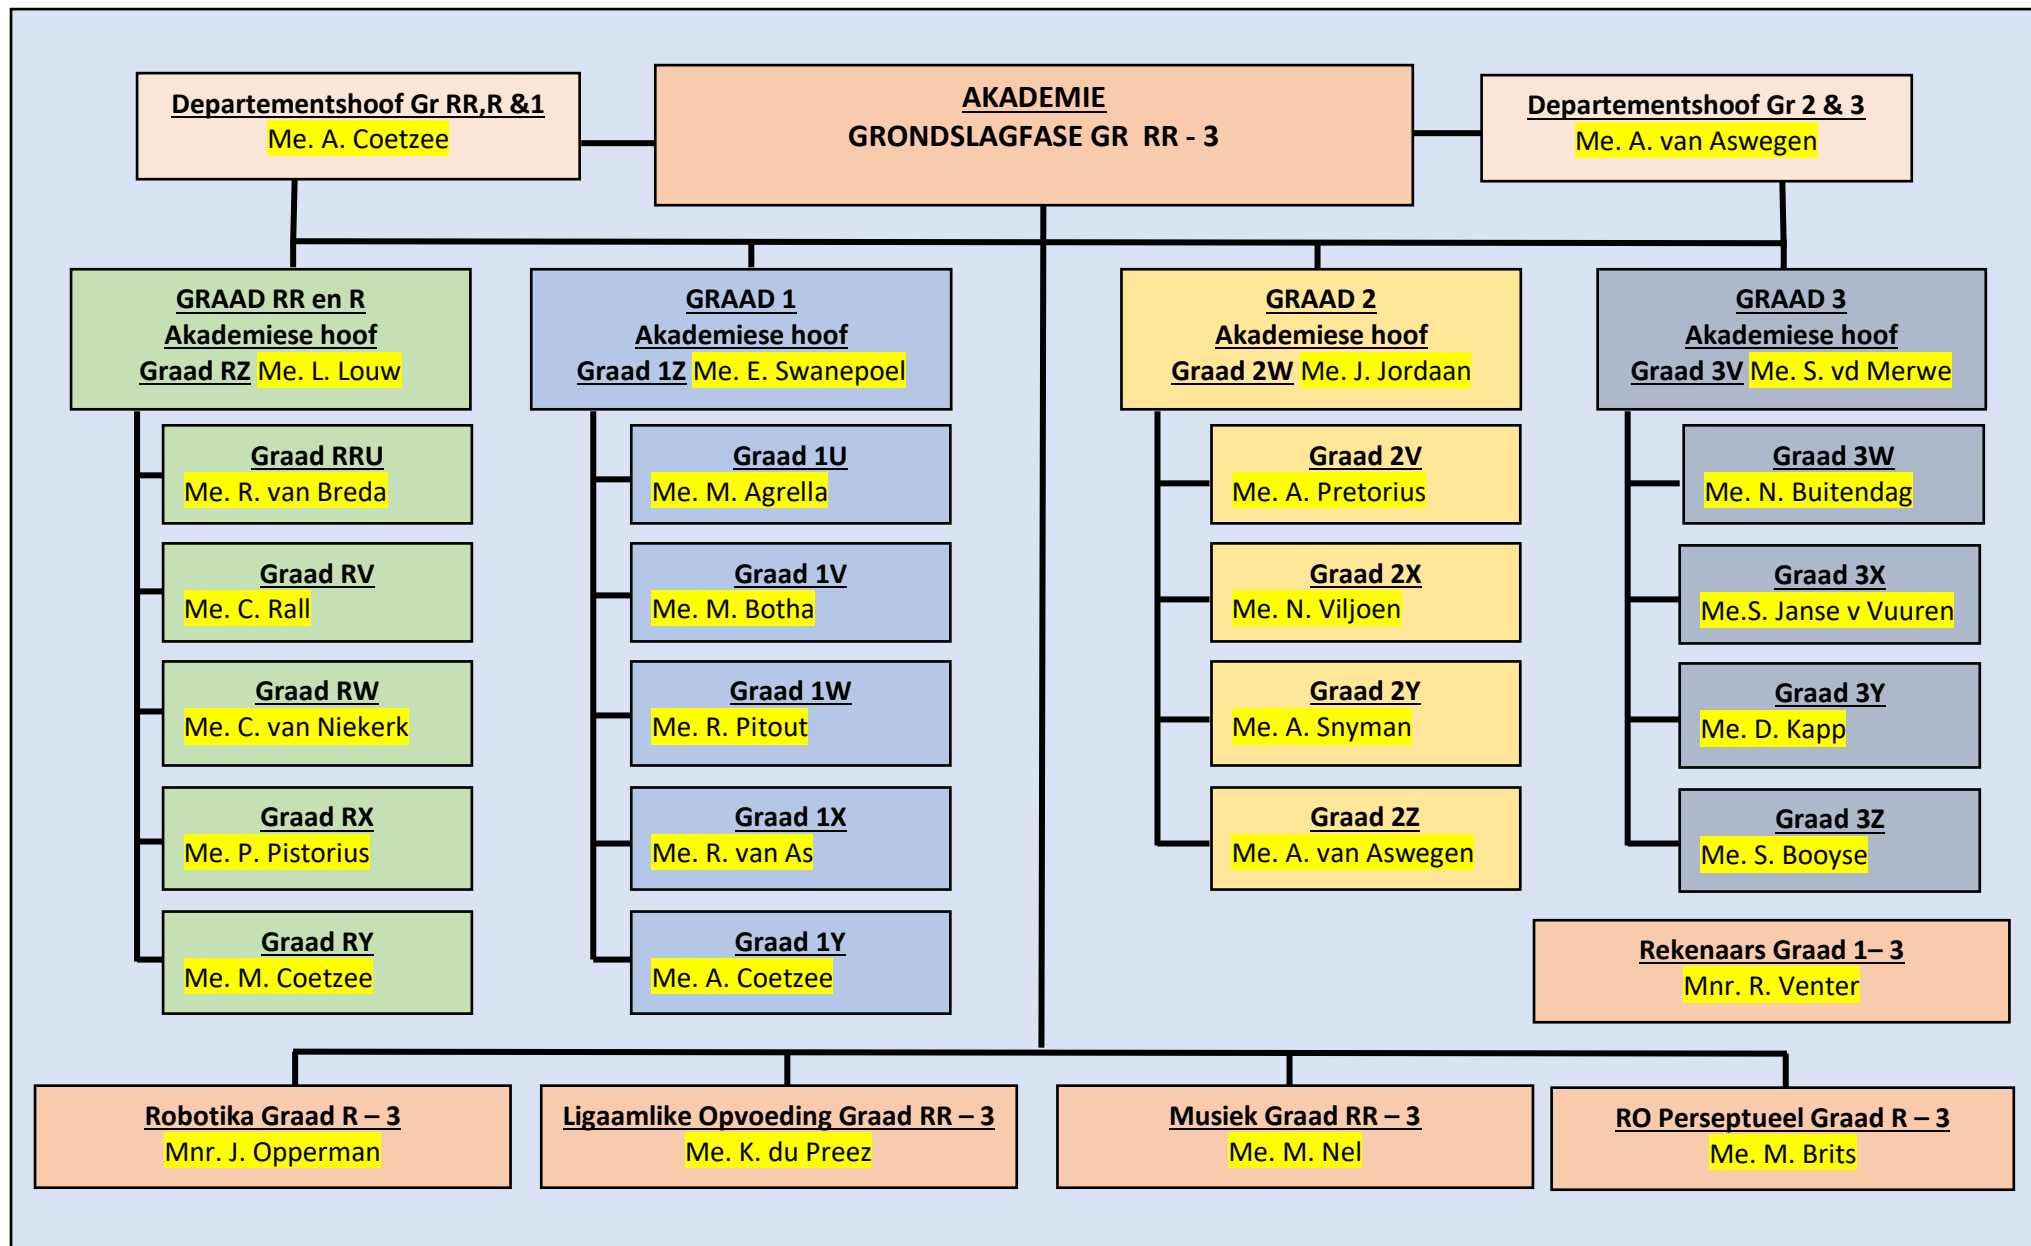 Departementshoof Gr RR,R &1
Me. A. Coetzee
AKADEMIE
GRONDSLAGFASE GR RR - 3
Departementshoof Gr 2 & 3
Me. A. van Aswegen
GRAAD RR en R
Akademiese hoof
Graad RZ Me. L. Louw
Graad RRU
Me. R. van Breda
Graad RV
Me. C. Rall
Graad RW
Me. C. van Niekerk
Graad RX
Me. P. Pistorius
Graad RY
Me. M. Coetzee
GRAAD 1
Akademiese hoof
Graad 1Z Me. E. Swanepoel
Graad 1U
Me. M. Agrella
Graad 1V
Me. M. Botha
Graad 1W
Me. R. Pitout
Graad 1X
Me. R. van As
Graad 1Y
Me. A. Coetzee
GRAAD 2
Akademiese hoof
Graad 2W Me. J. Jordaan
Graad 2V
Me. A. Pretorius
Graad 2X
Me. N. Viljoen
Graad 2Y
Me. A. Snyman
Graad 2Z
Me. A. van Aswegen
GRAAD 3
Akademiese hoof
Graad 3V Me. S. vd Merwe
Graad 3W
Me. N. Buitendag
Graad 3X
Me.S. Janse v Vuuren
Graad 3Y
Me. D. Kapp
Graad 3Z
Me. S. Booyse
Rekenaars Graad 1– 3
Mnr. R. Venter
Robotika Graad R – 3
Mnr. J. Opperman
Ligaamlike Opvoeding Graad RR – 3
Me. K. du Preez
Musiek Graad RR – 3
Me. M. Nel
RO Perseptueel Graad R – 3
Me. M. Brits